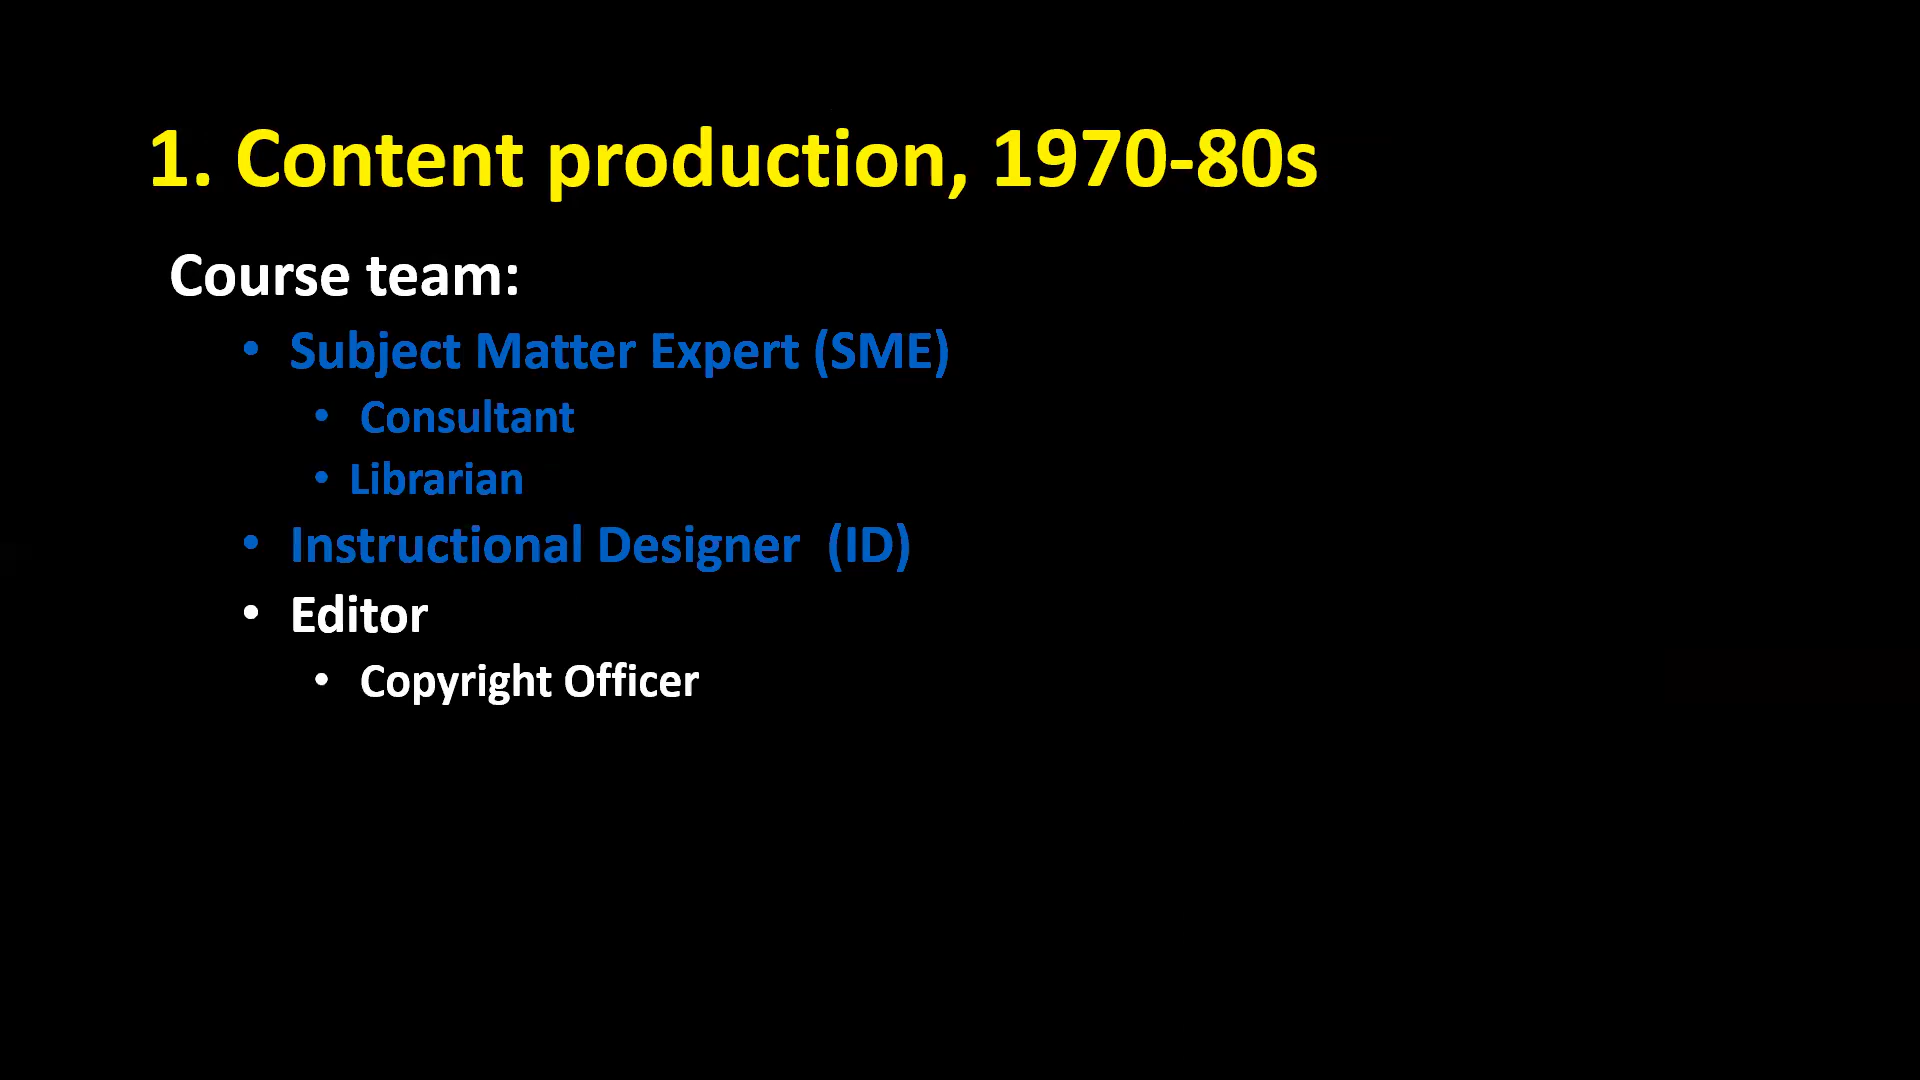 1. Content production, 1970-80s
Course team:
• Subject Matter Expert (SME)
• Consultant
• Librarian
• Instructional Designer (ID)
• Editor
• Copyright Officer